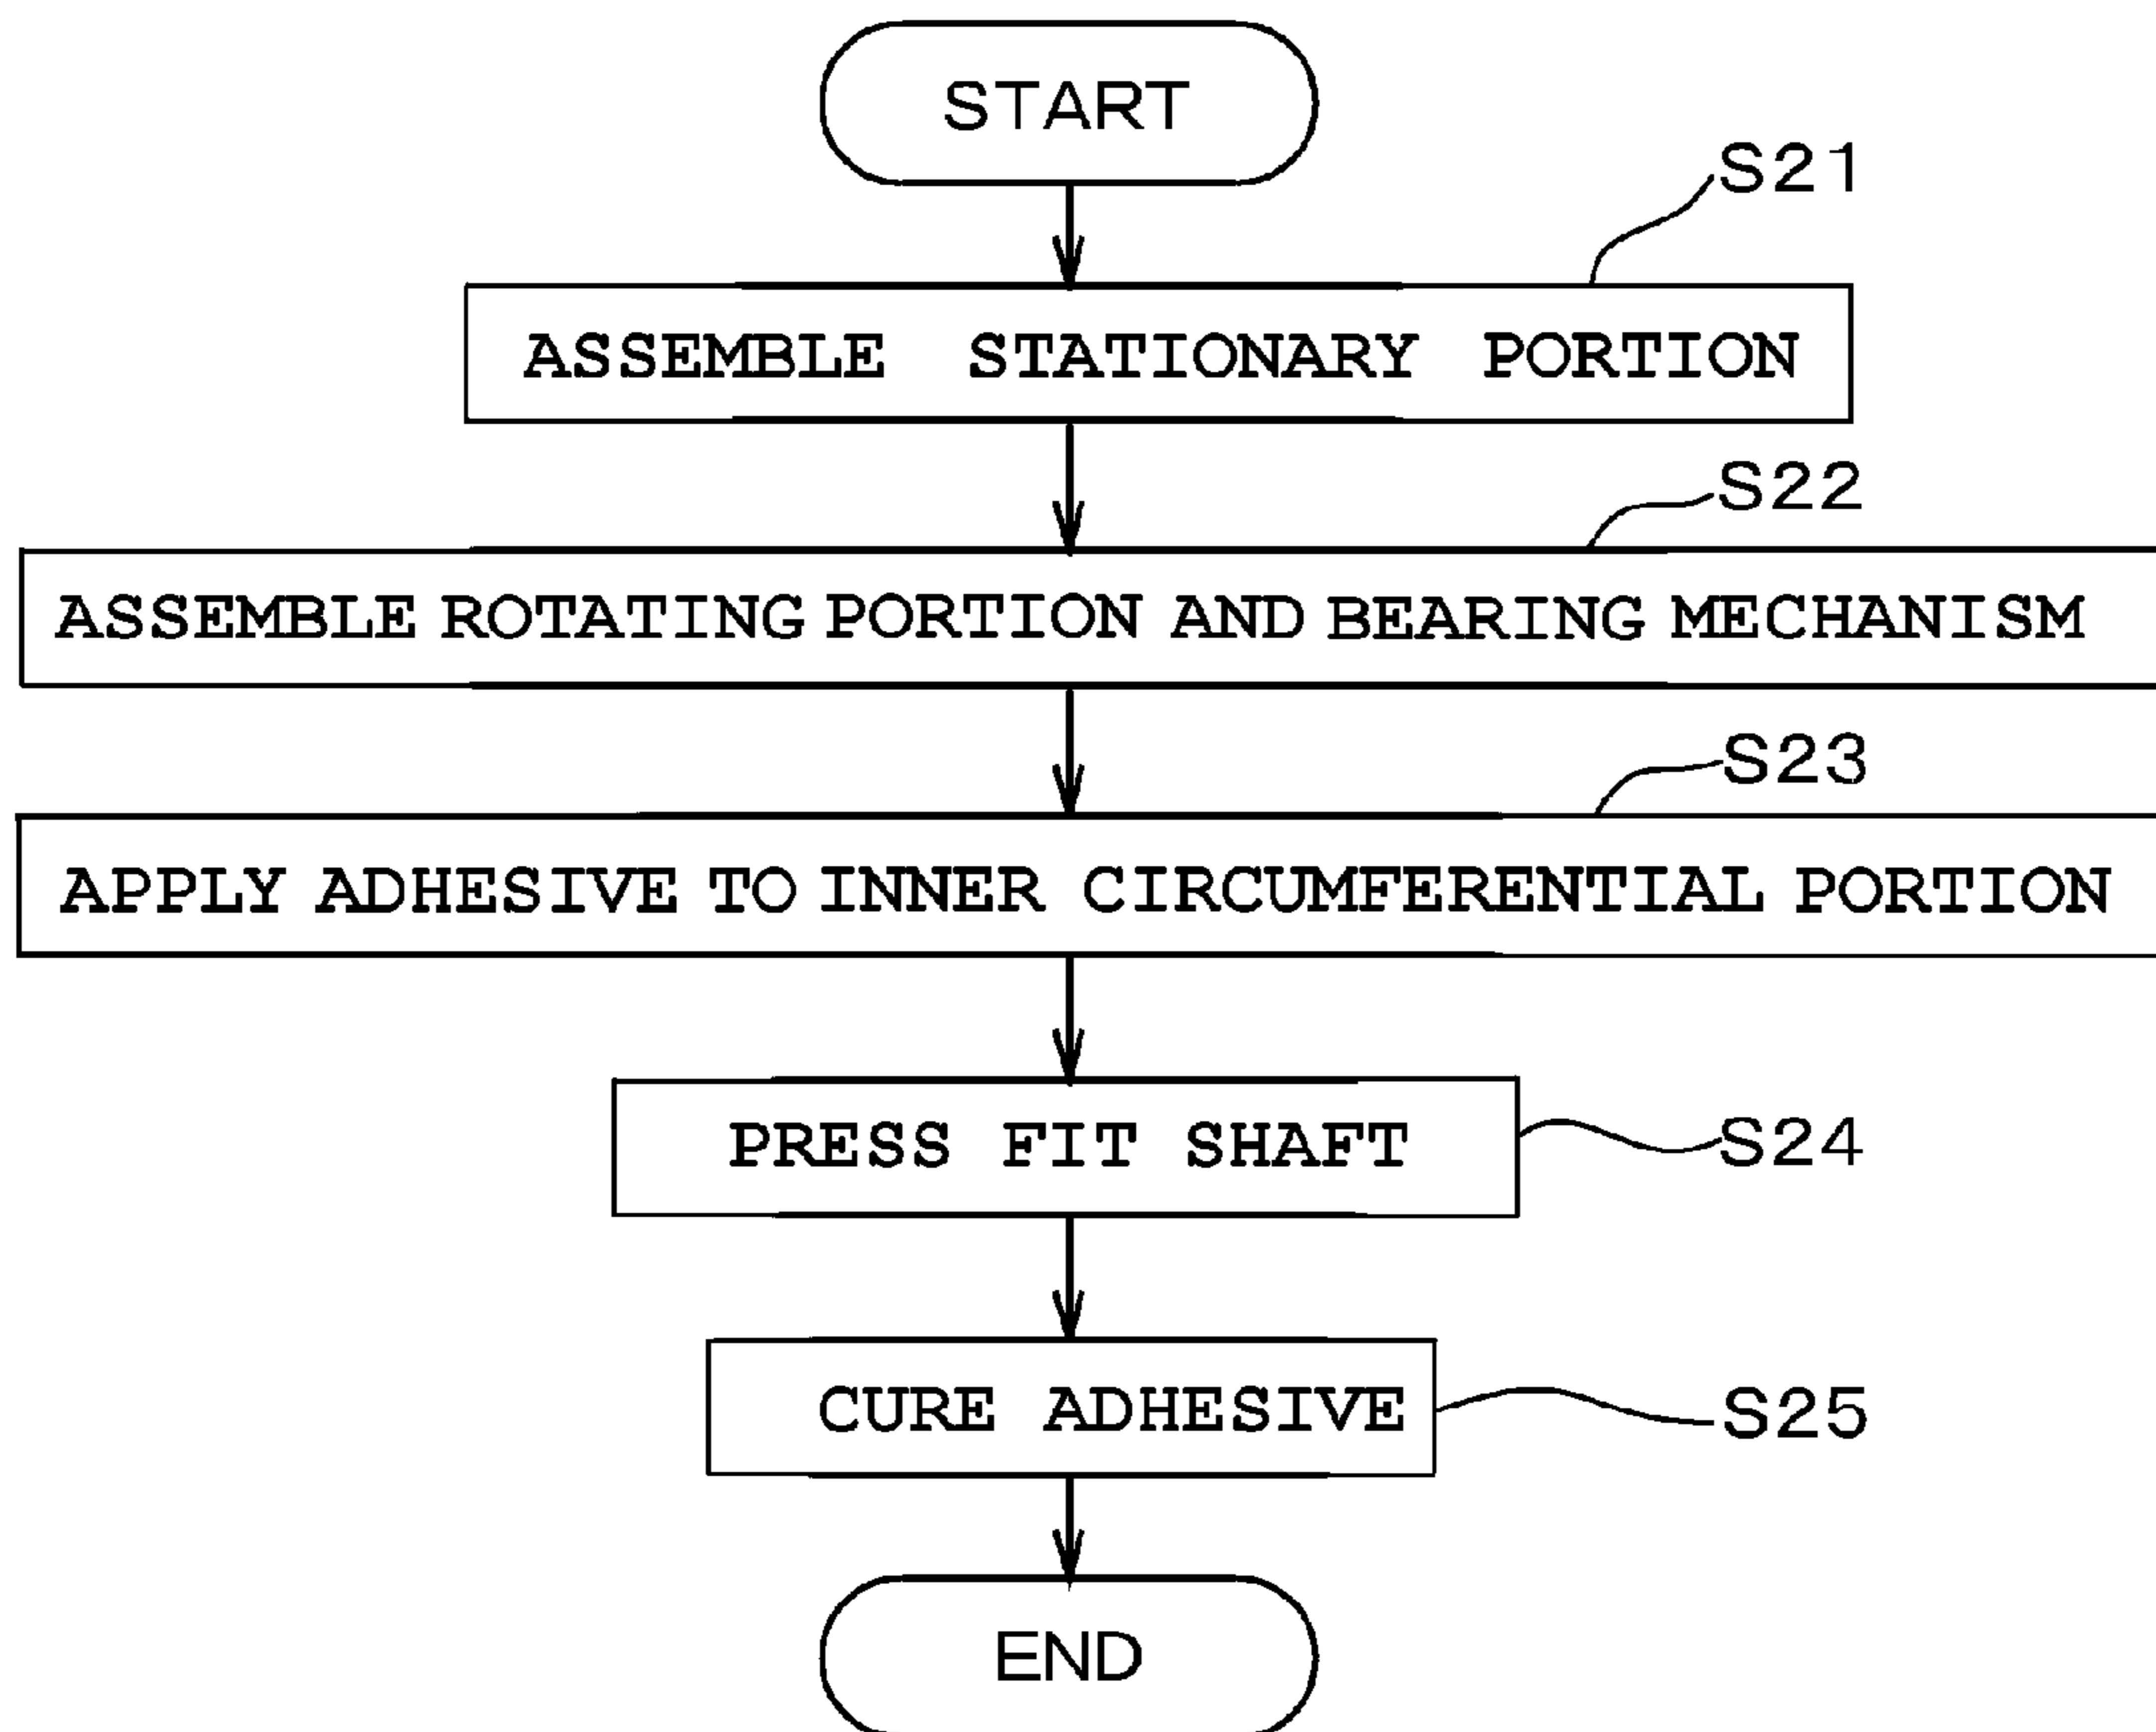 START
S21
ASSEMBLE STATIONARY PORTION
S22
ASSEMBLE ROTATING PORTION AND BEARING MECHANISM
S23
APPLY ADHESIVE TO INNER CIRCUMFERENTIAL PORTION
PRESS FIT SHAFT
S24
CURE ADHESIVE
S25
END